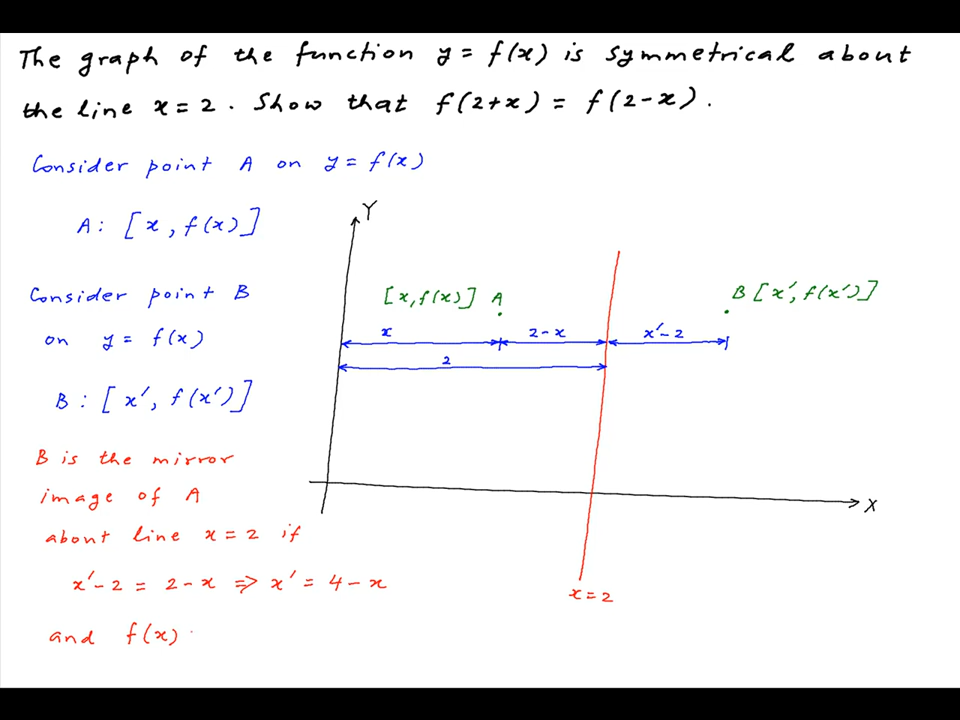 The graph of the function y = f(x) is symmetrical about
the line x = 2. Show that f(2+x) = f(2-x).
Consider point A on y = f(x)
A: [x, f(x)]
Consider point B
on y = f(x)
B: [x', f(x')]
B is the mirror
image of A
about line x = 2 if
x' - 2 = 2 - x ⇒ x' = 4 - x
and f(x)
Y
[x, f(x)] A
B [x', f(x')]
x
2-x
x'-2
2
X
x = 2